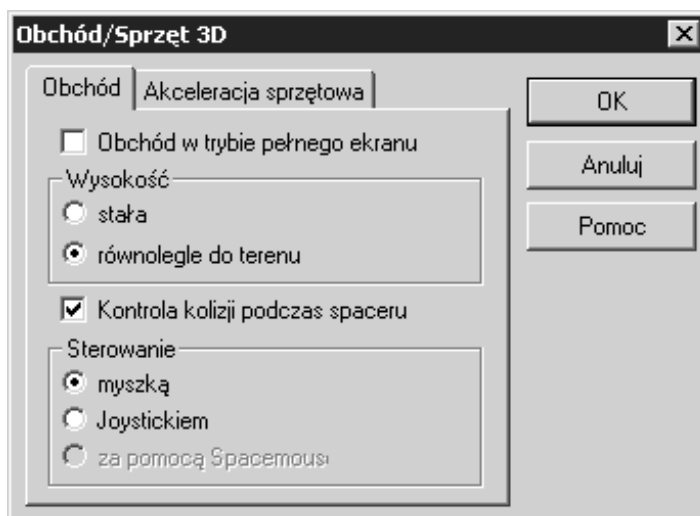 Obchód/Sprzęt 3D
Obchód
Akceleracja sprzętowa
Obchód w trybie pełnego ekranu
Wysokość
stała
równolegle do terenu
Kontrola kolizji podczas spaceru
Sterowanie
myszką
Joystickiem
za pomocą Spacemous
OK
Anuluj
Pomoc